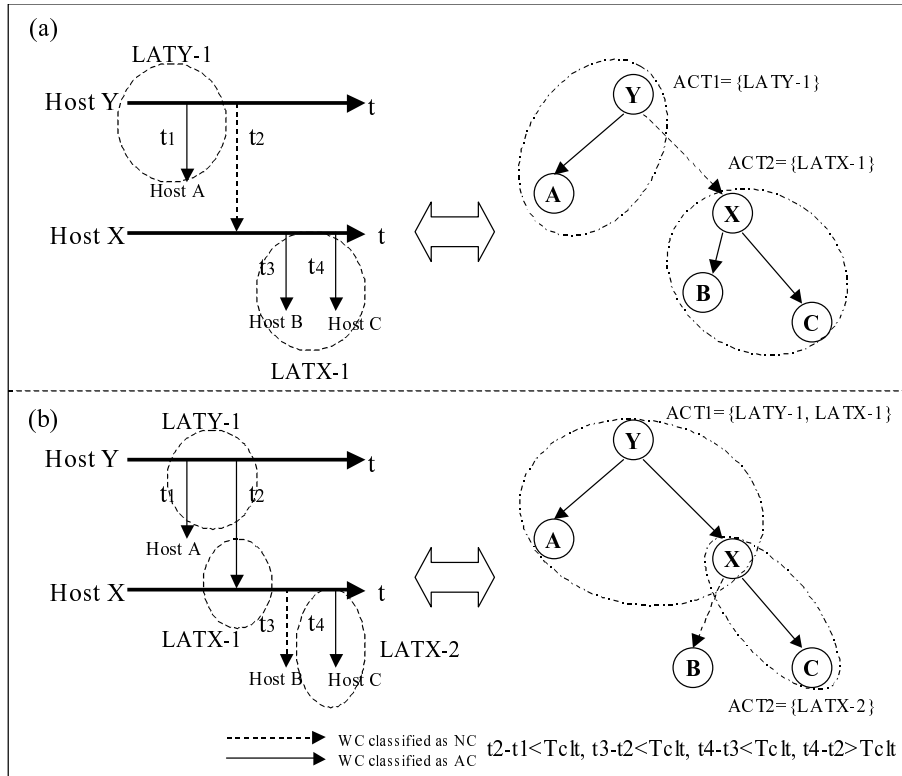 (a)
LATY-1
Host Y
t
t1
t2
Host A
Host X
t
t3
t4
Host B
Host C
LATX-1
Y
ACT1={LATY-1}
A
ACT2={LATX-1}
X
B
C
(b)
LATY-1
Host Y
t
t1
t2
Host A
Host X
t
LATX-1
t3
t4
LATX-2
Host B
Host C
ACT1={LATY-1, LATX-1}
Y
A
X
B
C
ACT2={LATX-2}
WC classified as NC
WC classified as AC
t2-t1<Tclt, t3-t2<Tclt, t4-t3<Tclt, t4-t2>Tclt